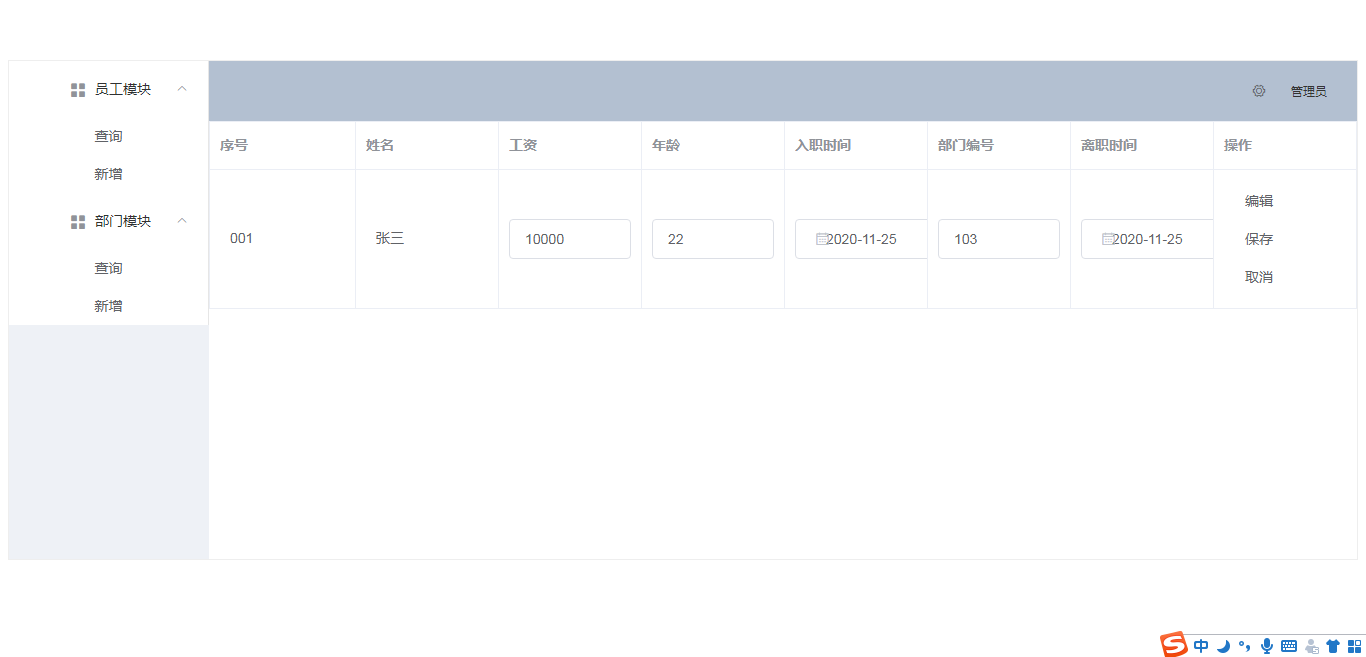 员工模块
查询
新增
部门模块
查询
新增
管理员
序号 姓名 工资 年龄 入职时间 部门编号 离职时间 操作
001 张三 10000 22 2020-11-25 103 2020-11-25
编辑
保存
取消
S 中